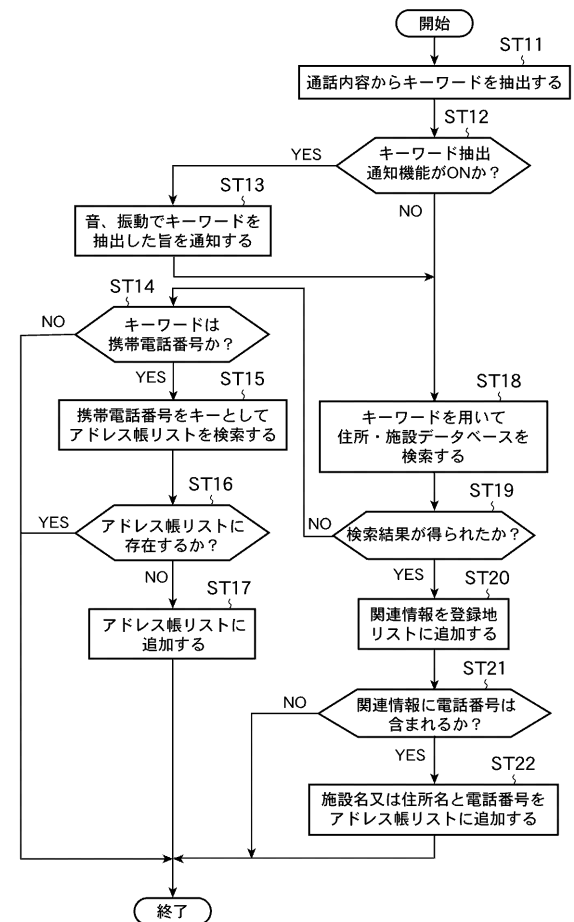 開始
ST11
通話内容からキーワードを抽出する
ST12
キーワード抽出
通知機能がONか？
YES
NO
ST13
音、振動でキーワードを
抽出した旨を通知する
ST14
キーワードは
携帯電話番号か？
NO
YES
ST15
携帯電話番号をキーとして
アドレス帳リストを検索する
ST16
アドレス帳リストに
存在するか？
YES
NO
ST17
アドレス帳リストに
追加する
ST18
キーワードを用いて
住所・施設データベースを
検索する
ST19
検索結果が得られたか？
NO
YES
ST20
関連情報を登録地
リストに追加する
ST21
関連情報に電話番号は
含まれるか？
NO
YES
ST22
施設名又は住所名と電話番号を
アドレス帳リストに追加する
終了